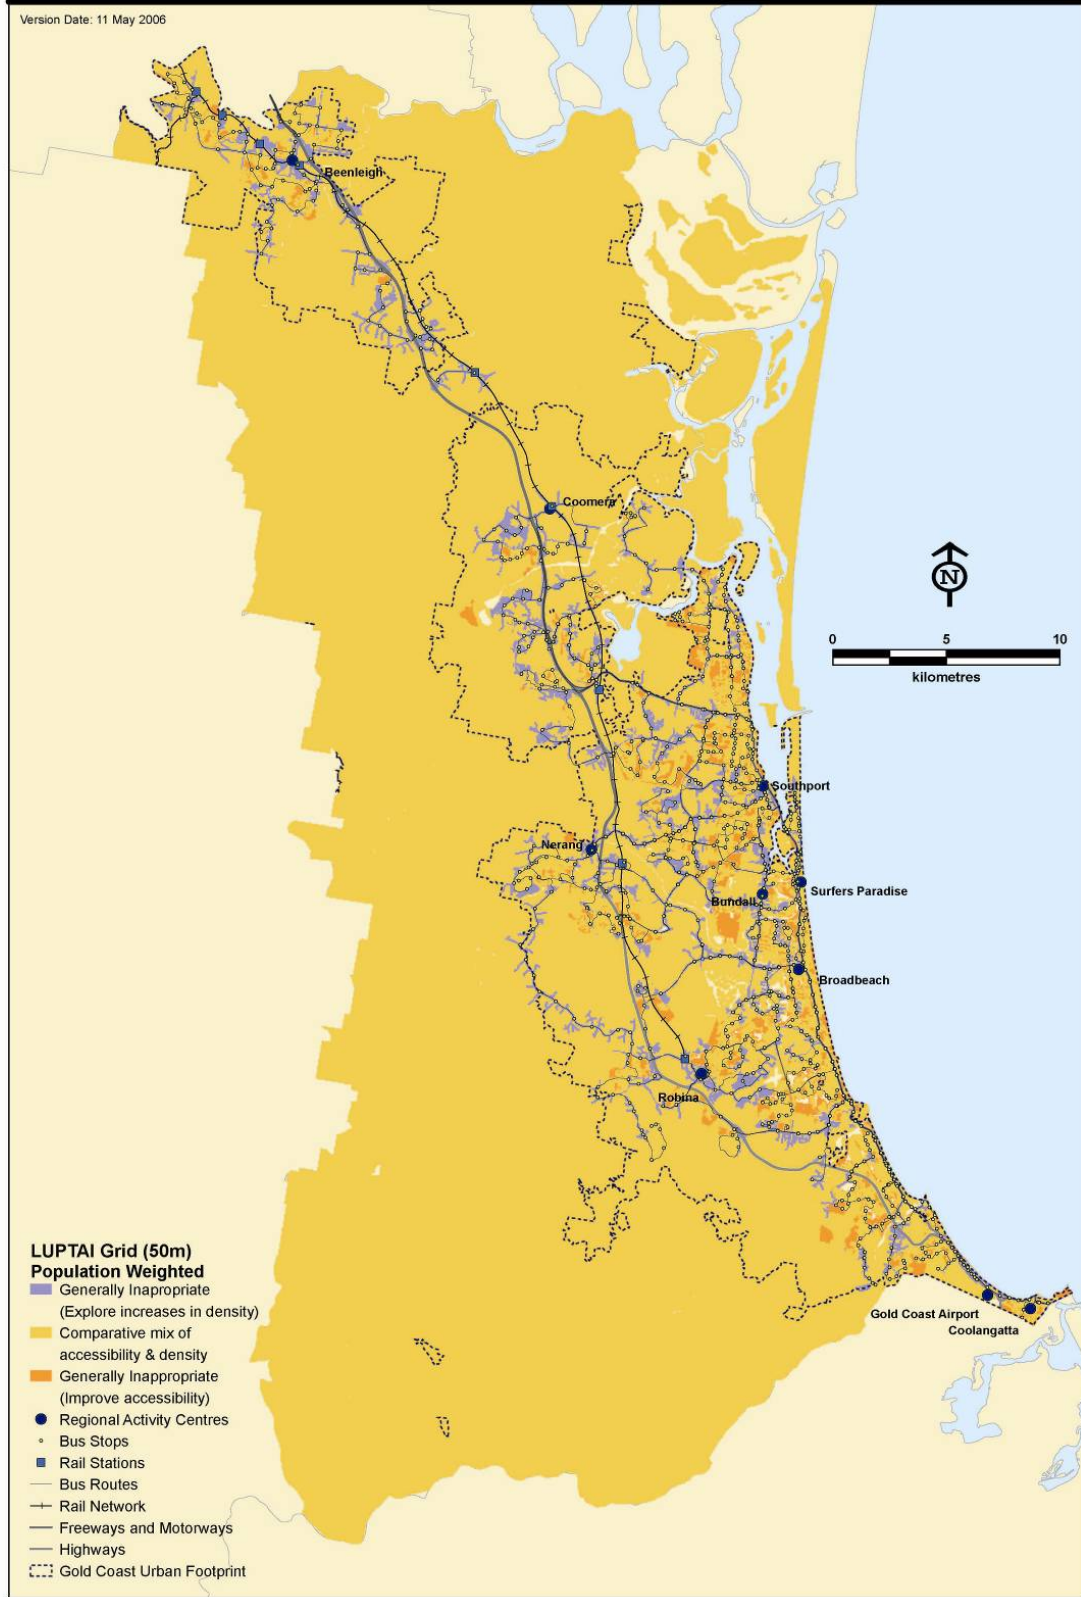 Version Date: 11 May 2006
Beenleigh
Coomera
N
0 5 10
kilometres
Southport
Nerang
Surfers Paradise
Bundall
Broadbeach
Robina
Gold Coast Airport
Coolangatta
LUPTAI Grid (50m)
Population Weighted
Generally Inapropriate
(Explore increases in density)
Comparative mix of
accessibility & density
Generally Inappropriate
(Improve accessibility)
Regional Activity Centres
Bus Stops
Rail Stations
Bus Routes
Rail Network
Freeways and Motorways
Highways
Gold Coast Urban Footprint